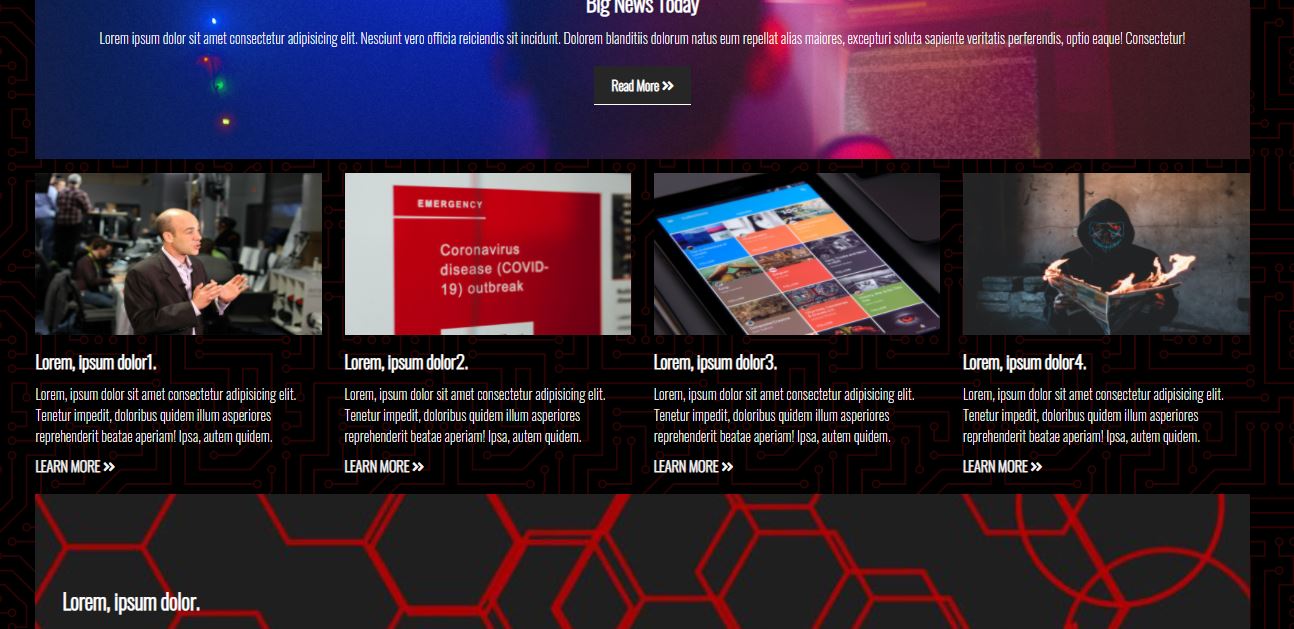 Big News Today
Lorem ipsum dolor sit amet consectetur adipisicing elit. Nesciunt vero officia reiciendis sit incidunt. Dolorem blanditiis dolorum natus eum repellat alias maiores, excepturi soluta sapiente veritatis perferendis, optio eaque! Consectetur!
Read More »
EMERGENCY
Coronavirus
disease (COVID-
19) outbreak
Lorem, ipsum dolor1.
Lorem, ipsum dolor sit amet consectetur adipisicing elit.
Tenetur impedit, doloribus quidem illum asperiores
reprehenderit beatae aperiam! Ipsa, autem quidem.
LEARN MORE »
Lorem, ipsum dolor2.
Lorem, ipsum dolor sit amet consectetur adipisicing elit.
Tenetur impedit, doloribus quidem illum asperiores
reprehenderit beatae aperiam! Ipsa, autem quidem.
LEARN MORE »
Lorem, ipsum dolor3.
Lorem, ipsum dolor sit amet consectetur adipisicing elit.
Tenetur impedit, doloribus quidem illum asperiores
reprehenderit beatae aperiam! Ipsa, autem quidem.
LEARN MORE »
Lorem, ipsum dolor4.
Lorem, ipsum dolor sit amet consectetur adipisicing elit.
Tenetur impedit, doloribus quidem illum asperiores
reprehenderit beatae aperiam! Ipsa, autem quidem.
LEARN MORE »
Lorem, ipsum dolor.